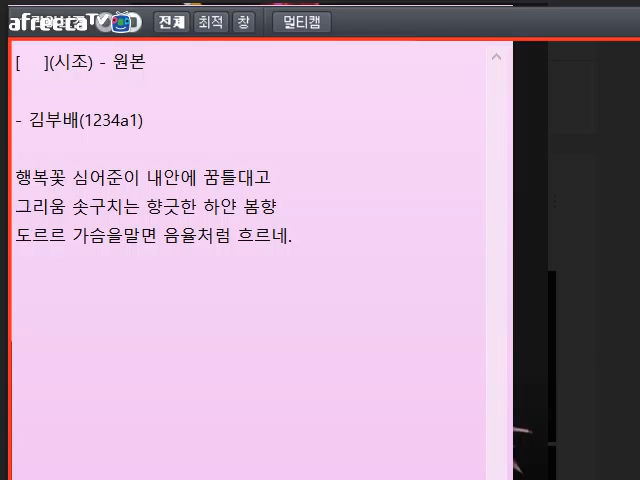 afreecaTV
전체 최적 창 멀티캠
[ ](시조) - 원본
- 김부배(1234a1)
행복꽃 심어준이 내안에 꿈틀대고
그리움 솟구치는 향긋한 하얀 봄향
도르르 가슴을말면 음율처럼 흐르네.